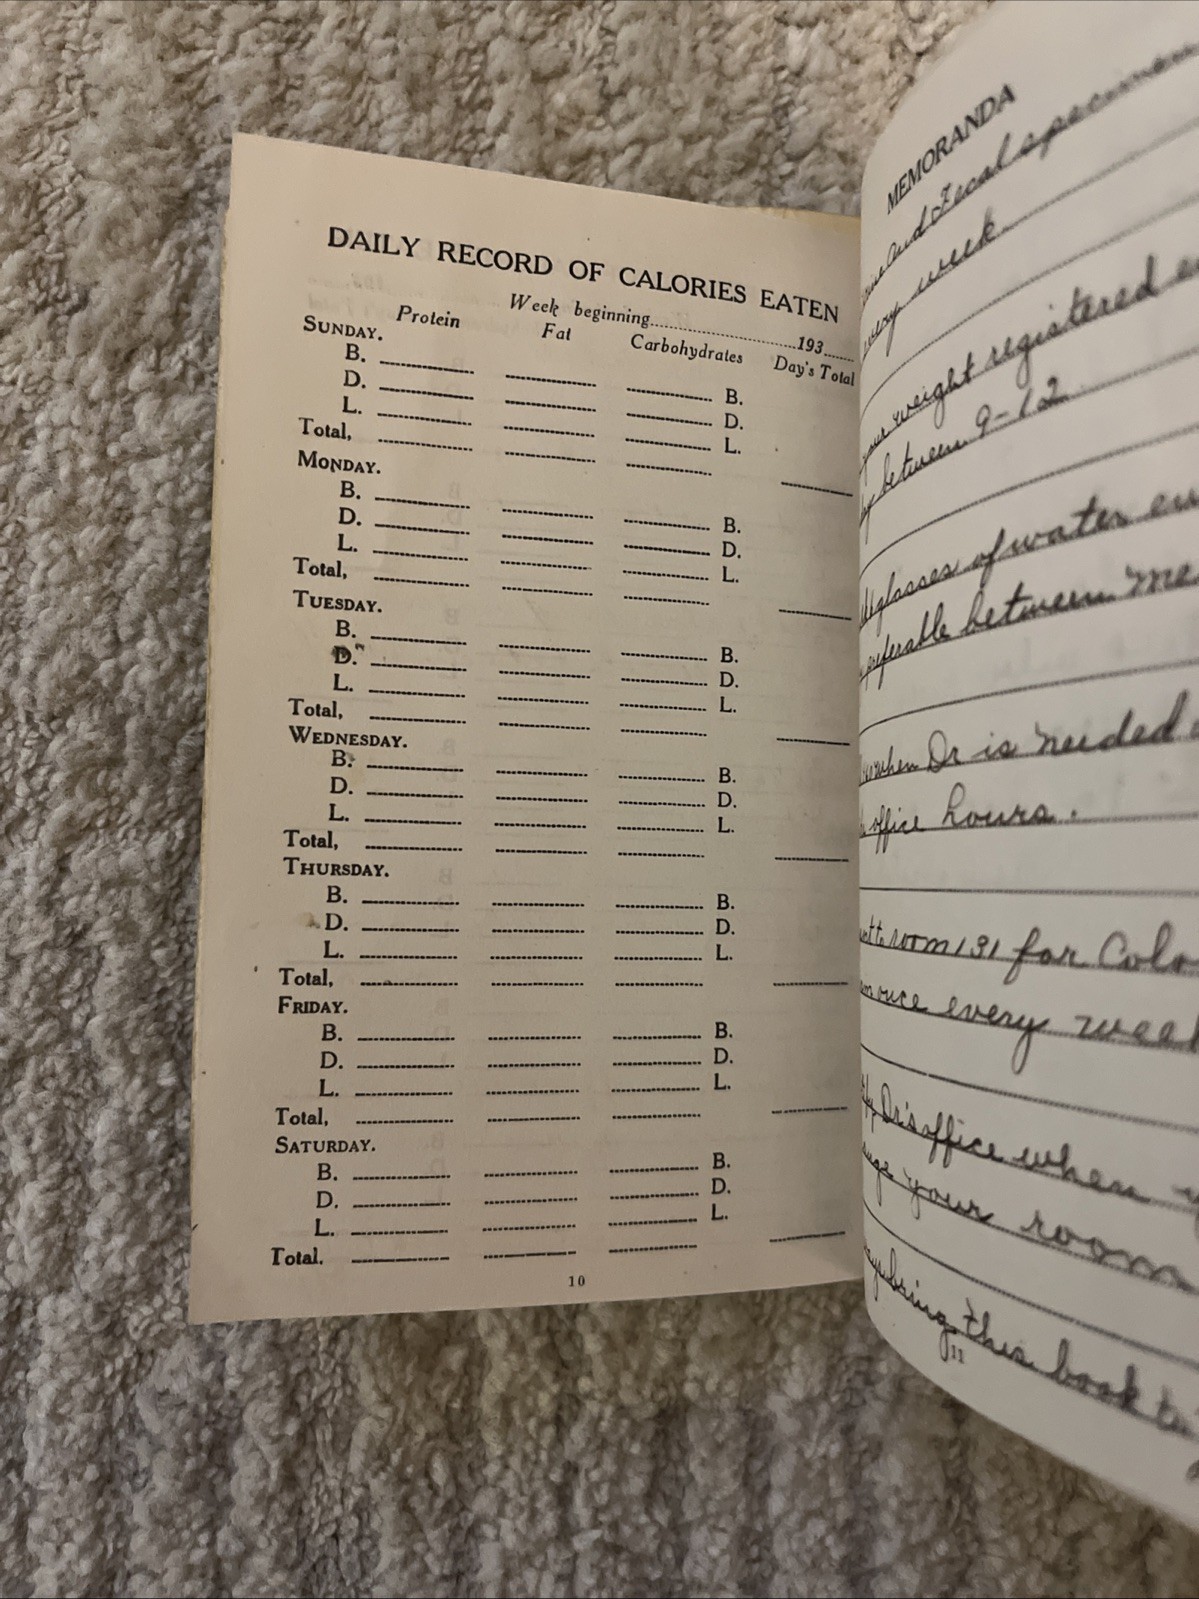 DAILY RECORD OF CALORIES EATEN
Week beginning..............................193......
Protein Fat Carbohydrates Day's Total
SUNDAY.
B. B.
D. D.
L. L.
Total,
MONDAY.
B. B.
D. D.
L. L.
Total,
TUESDAY.
B. B.
D. D.
L. L.
Total,
WEDNESDAY.
B. B.
D. D.
L. L.
Total,
THURSDAY.
B. B.
D. D.
L. L.
Total,
FRIDAY.
B. B.
D. D.
L. L.
Total,
SATURDAY.
B. B.
D. D.
L. L.
Total.
10
MEMORANDA
and Fecal specimens
every week
your weight registered
between 9-12
glasses of water
preferable between
when Dr is needed
office hours.
room 131 for
once every week
Dr's office when
your room
bring this book to
11